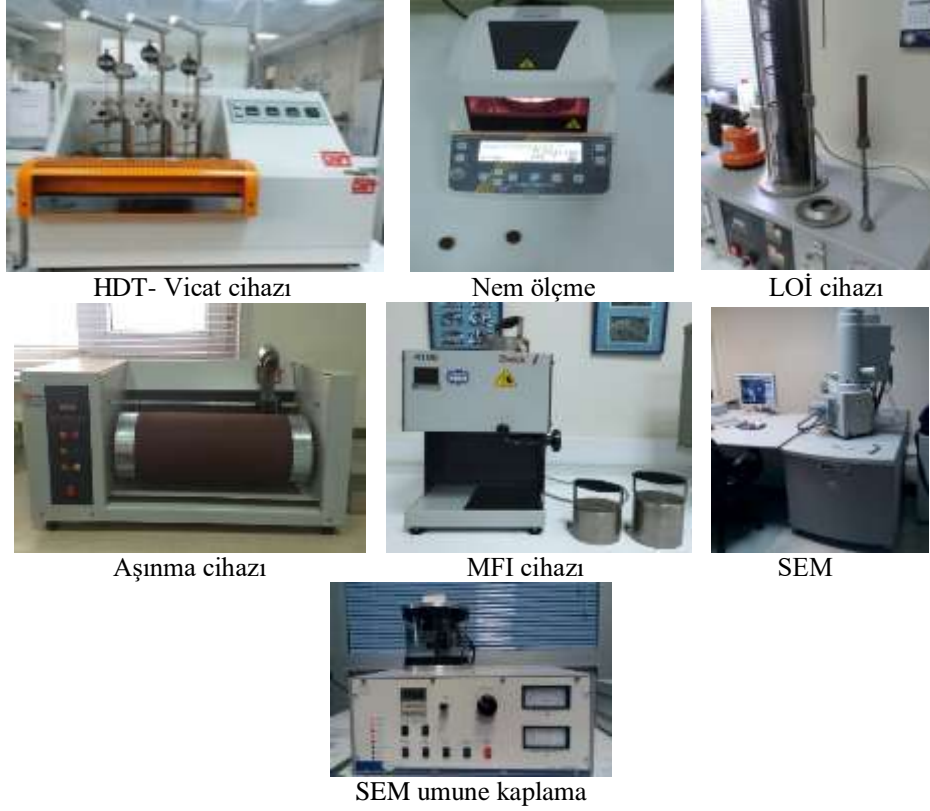 HDT- Vicat cihazı
Nem ölçme
LOİ cihazı
Aşınma cihazı
MFI cihazı
SEM
SEM umune kaplama